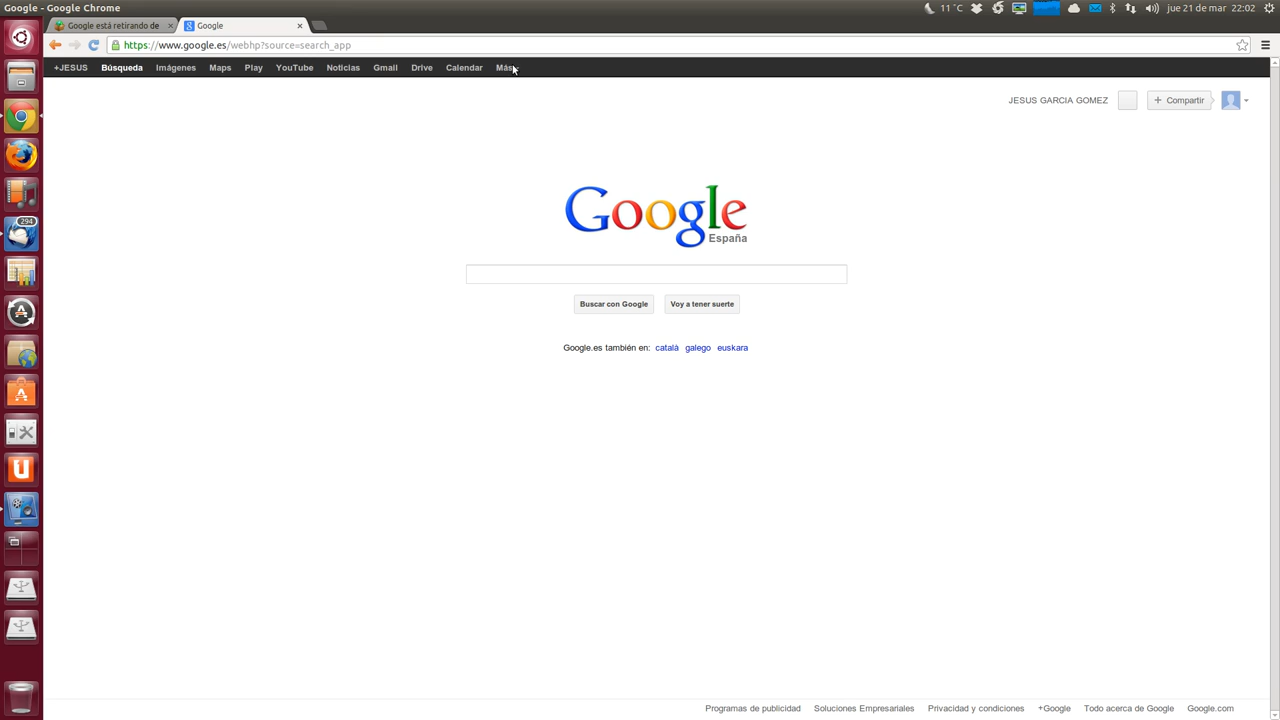 Google - Google Chrome
11°C
jue 21 de mar 22:02
Google está retirando de
Google
https://www.google.es/webhp?source=search_app
+JESUS Búsqueda Imágenes Maps Play YouTube Noticias Gmail Drive Calendar Más
JESUS GARCIA GOMEZ
+ Compartir
Google
España
Buscar con Google
Voy a tener suerte
Google.es también en: català galego euskara
294
Programas de publicidad Soluciones Empresariales Privacidad y condiciones +Google Todo acerca de Google Google.com